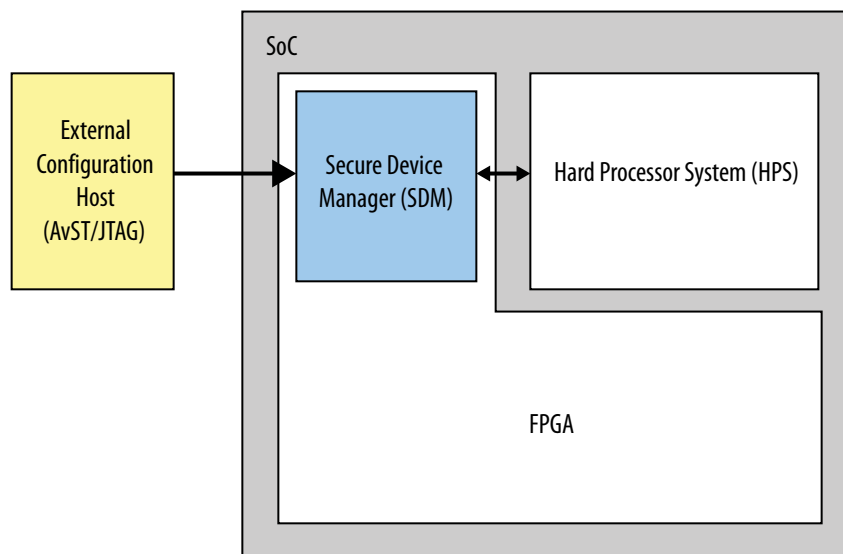 SoC
External
Configuration
Host
(AvST/JTAG)
Secure Device
Manager (SDM)
Hard Processor System (HPS)
FPGA